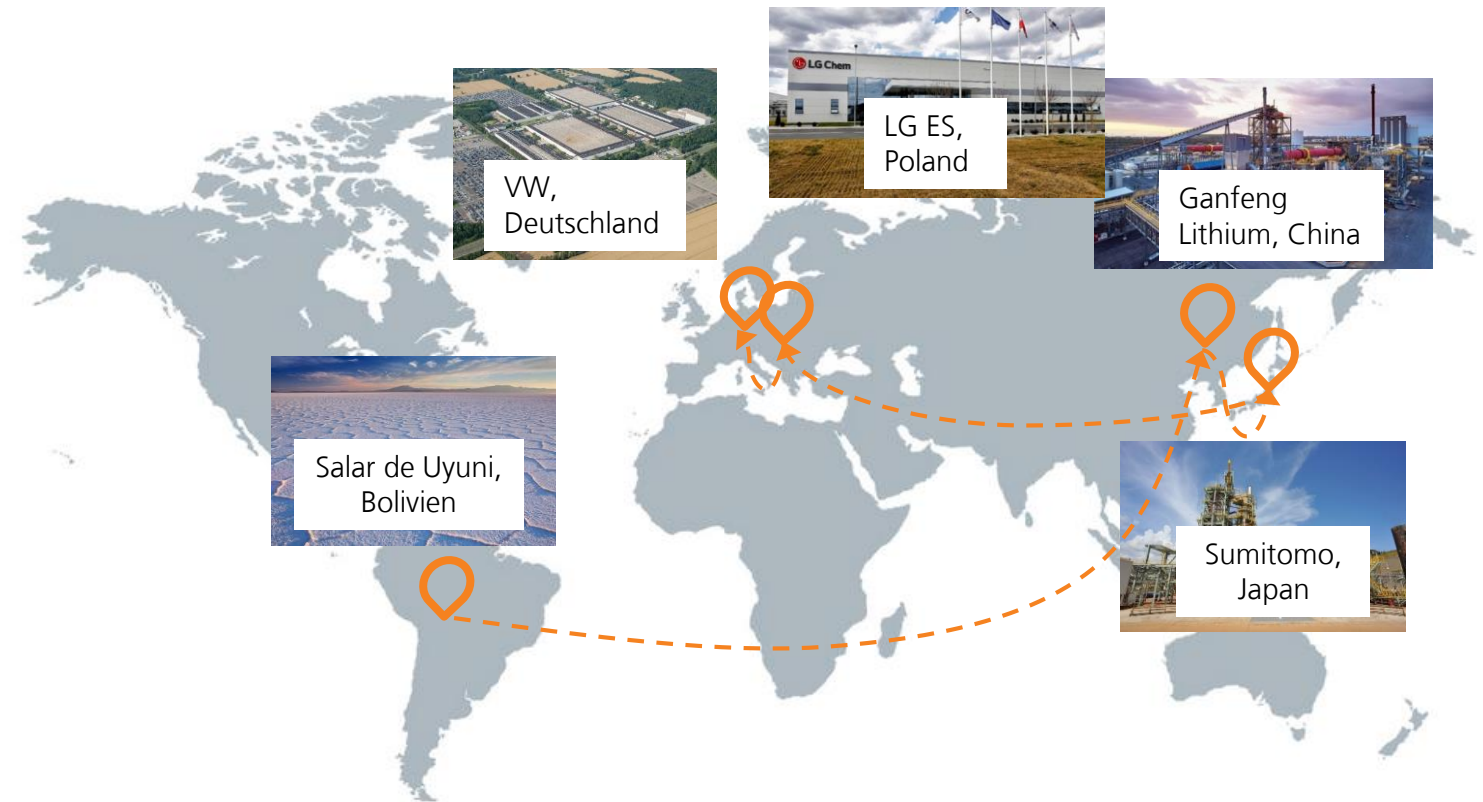 LG Chem
LG ES,
Poland
VW,
Deutschland
Ganfeng
Lithium, China
Salar de Uyuni,
Bolivien
Sumitomo,
Japan